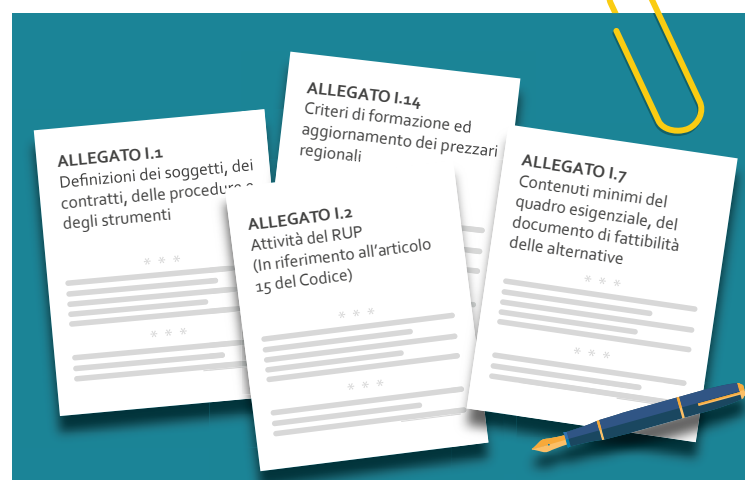 ALLEGATO I.1
Definizioni dei soggetti, dei
contratti, delle procedure e
degli strumenti
* * *
* * *
ALLEGATO I.14
Criteri di formazione ed
aggiornamento dei prezzari
regionali
ALLEGATO I.2
Attività del RUP
(In riferimento all'articolo
15 del Codice)
* * *
* * *
ALLEGATO I.7
Contenuti minimi del
quadro esigenziale, del
documento di fattibilità
delle alternative
* * *
* * *